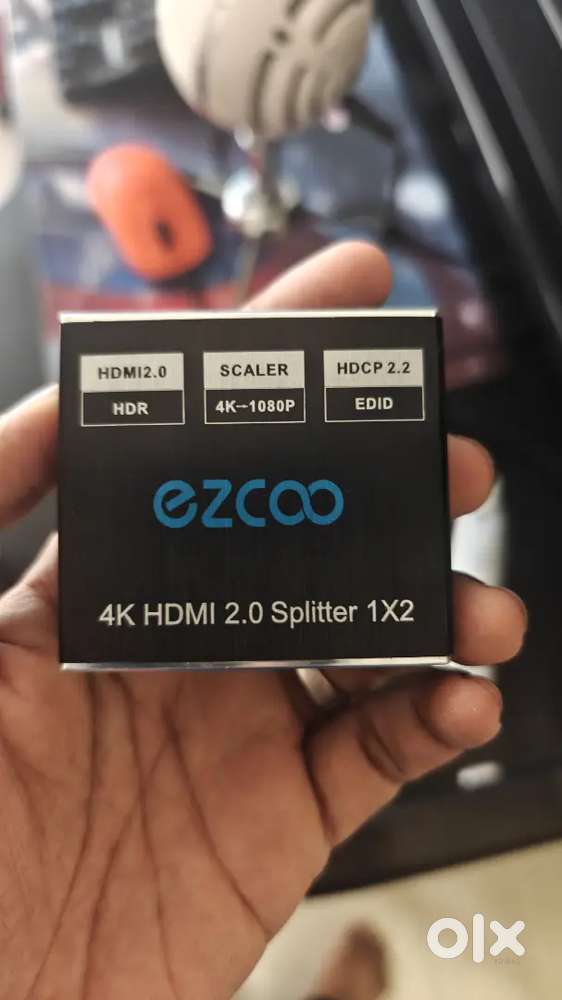 HDMI2.0
HDR
SCALER
4K→1080P
HDCP 2.2
EDID
ezcoo
4K HDMI 2.0 Splitter 1X2
olx